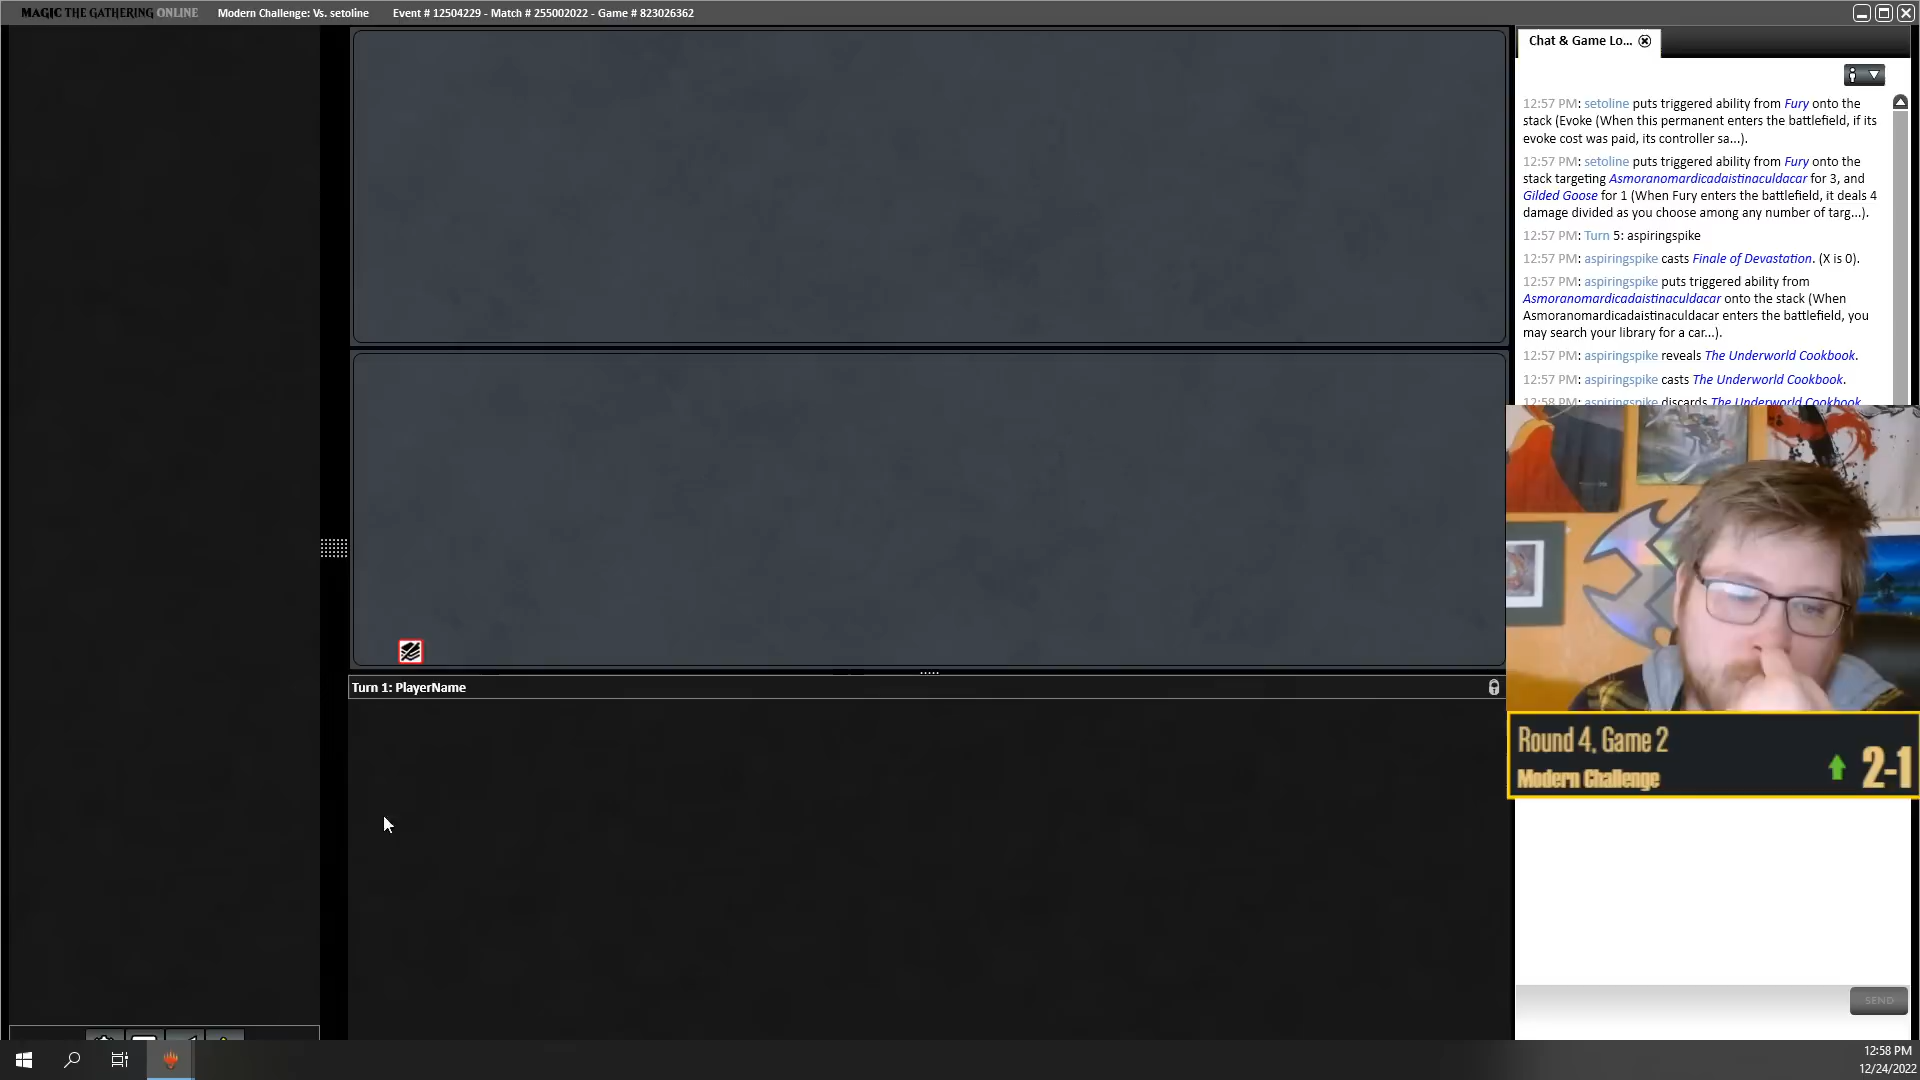 MAGIC THE GATHERING ONLINE Modern Challenge: Vs. setoline Event # 12504229 - Match # 255002022 - Game # 823026362
Chat & Game Lo...
12:57 PM: setoline puts triggered ability from Fury onto the
stack (Evoke (When this permanent enters the battlefield, if its
evoke cost was paid, its controller sa...).
12:57 PM: setoline puts triggered ability from Fury onto the
stack targeting Asmoranomardicadaistinaculdacar for 3, and
Gilded Goose for 1 (When Fury enters the battlefield, it deals 4
damage divided as you choose among any number of targ...).
12:57 PM: Turn 5: aspiringspike
12:57 PM: aspiringspike casts Finale of Devastation. (X is 0).
12:57 PM: aspiringspike puts triggered ability from
Asmoranomardicadaistinaculdacar onto the stack (When
Asmoranomardicadaistinaculdacar enters the battlefield, you
may search your library for a car...).
12:57 PM: aspiringspike reveals The Underworld Cookbook.
12:57 PM: aspiringspike casts The Underworld Cookbook.
12:58 PM: aspiringspike discards The Underworld Cookbook
Turn 1: PlayerName
Round 4, Game 2
Modern Challenge
2-1
SEND
12:58 PM
12/24/2022